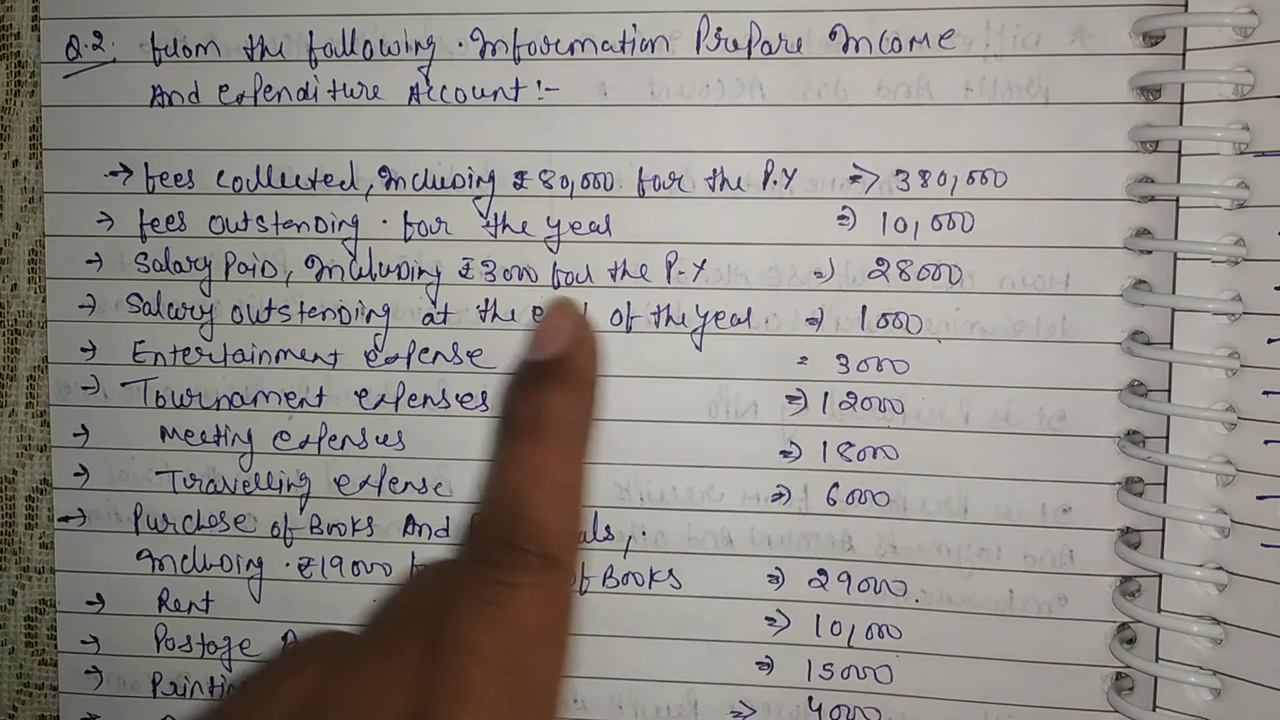 Q.2. from the following Information Prepare Income
And expenditure Account :-
→ fees collected, Including ₹80,000 for the P.Y => 380,000
→ fees outstanding for the year => 10,000
→ Salary Paid, Including ₹3000 for the P.Y => 28000
→ Salary outstanding at the of the year => 1000
→ Entertainment expense = 3000
→ Tournament expenses => 12000
→ Meeting expenses => 18000
→ Travelling expense => 6000
→ Purchase of Books And
Including ₹19000 of Books => 29000.
→ Rent => 10,000
→ Postage => 15000
→ => 4000